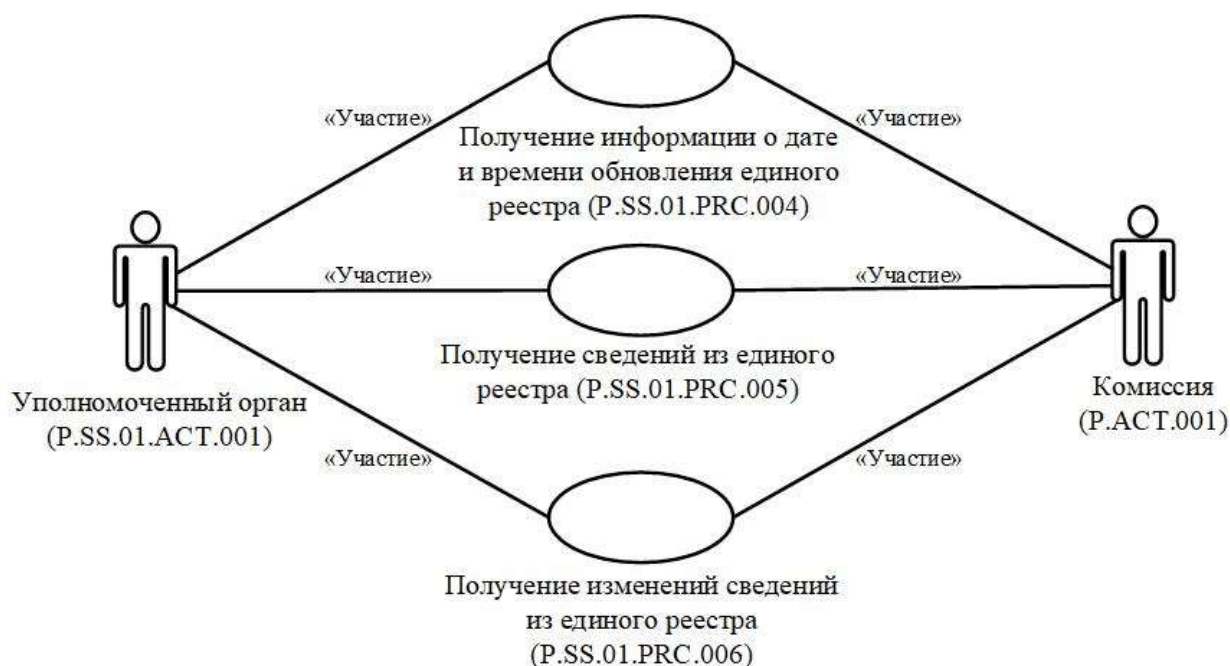 «Участие»
«Участие»
Получение информации о дате
и времени обновления единого
реестра (P.SS.01.PRC.004)
«Участие»
«Участие»
Получение сведений из единого
реестра (P.SS.01.PRC.005)
Уполномоченный орган
(P.SS.01.ACT.001)
Комиссия
(P.ACT.001)
«Участие»
«Участие»
Получение изменений сведений
из единого реестра
(P.SS.01.PRC.006)